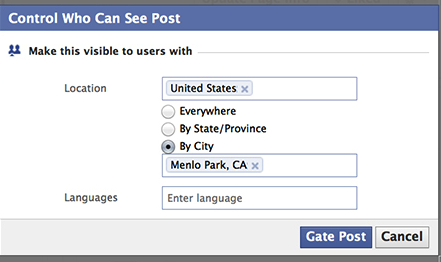 Control Who Can See Post
Make this visible to users with
Location
United States ×
Everywhere
By State/Province
By City
Menlo Park, CA ×
Languages
Enter language
Gate Post
Cancel